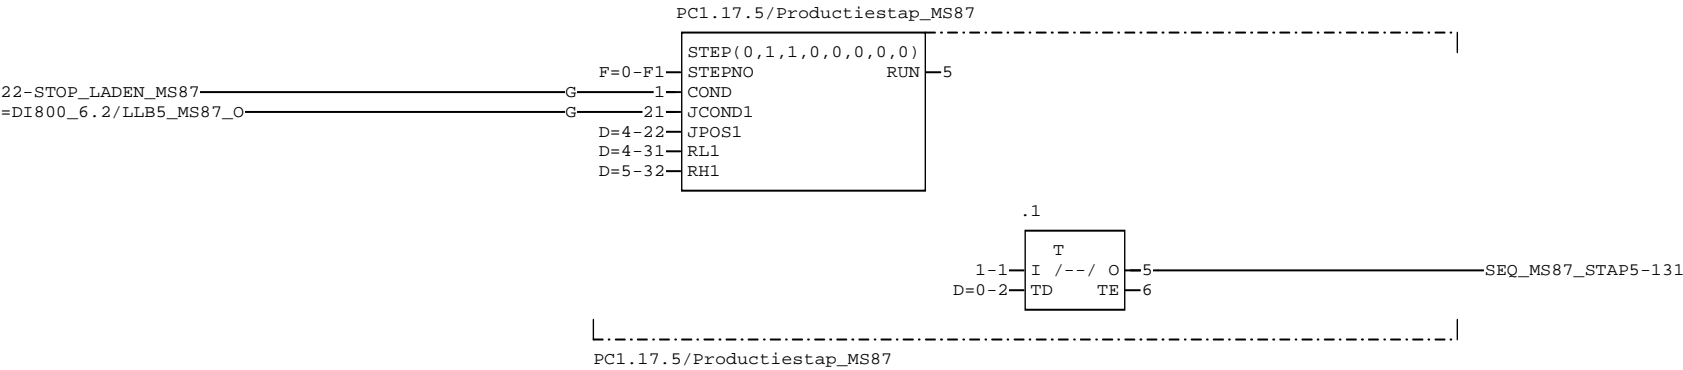 PC1.17.5/Productiestap_MS87
STEP(0,1,1,0,0,0,0,0)
F=0-F1 STEPNO RUN 5
22-STOP_LADEN_MS87 G 1 COND
=DI800_6.2/LLB5_MS87_O G 21 JCOND1
D=4-22 JPOS1
D=4-31 RL1
D=5-32 RH1
.1
T
1-1 I /--/ O 5 SEQ_MS87_STAP5-131
D=0-2 TD TE 6
PC1.17.5/Productiestap_MS87